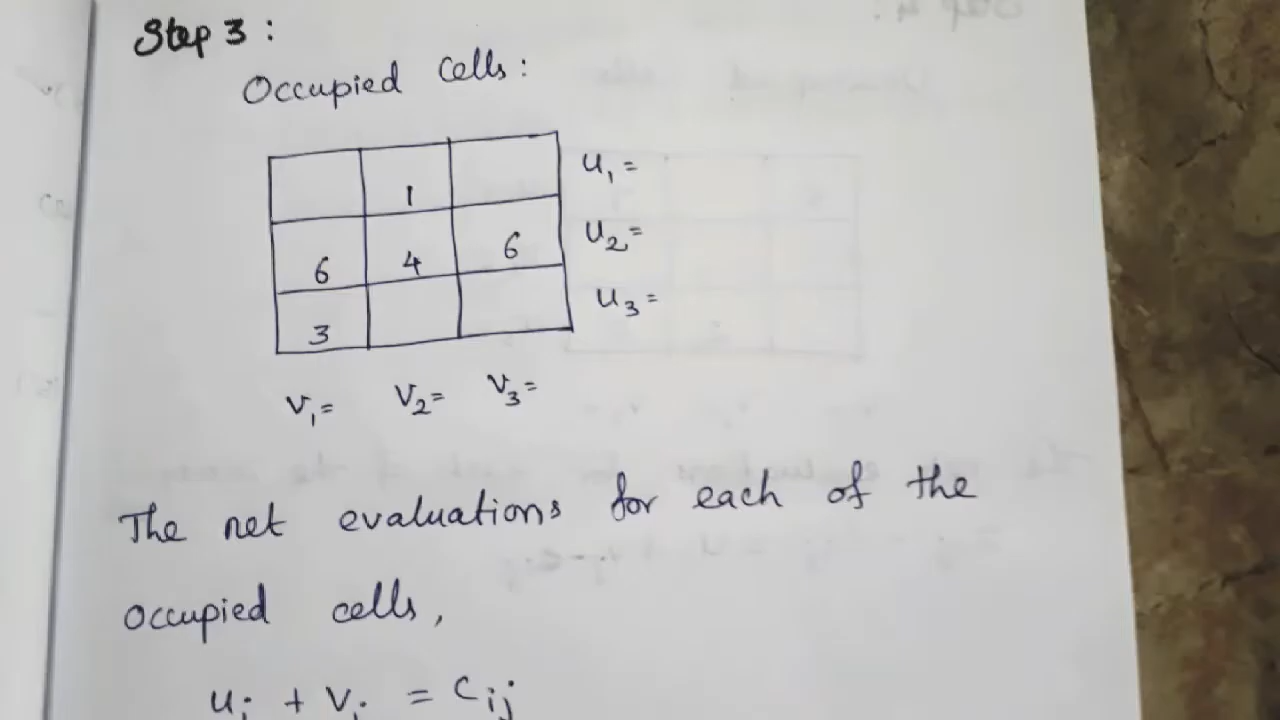 Step 3 :
Occupied cells :
1 u₁ =
6 4 6 u₂ =
3 u₃ =
v₁ = v₂ = v₃ =
The net evaluations for each of the
occupied cells,
uᵢ + vⱼ = cᵢⱼ